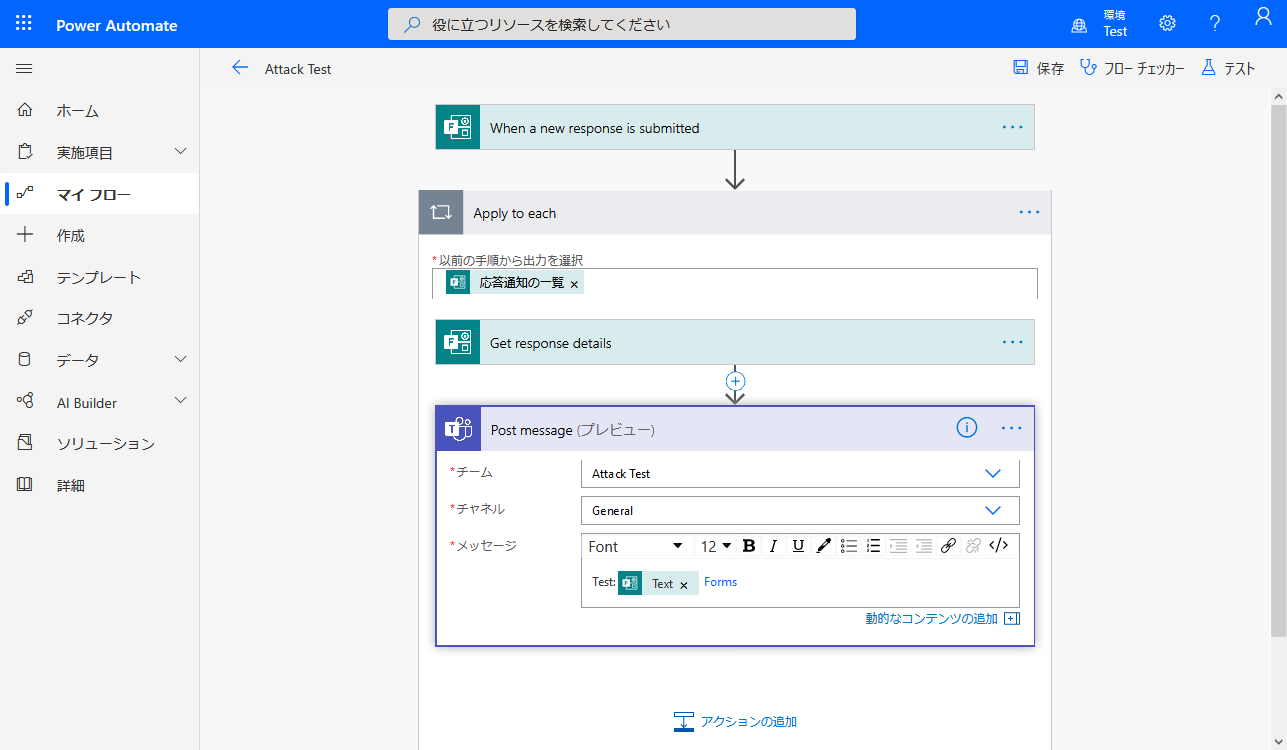 Power Automate
役に立つリソースを検索してください
環境
Test
Attack Test
保存
フロー チェッカー
テスト
ホーム
実施項目
マイ フロー
作成
テンプレート
コネクタ
データ
AI Builder
ソリューション
詳細
When a new response is submitted
Apply to each
*以前の手順から出力を選択
応答通知の一覧 ×
Get response details
Post message (プレビュー)
*チーム
Attack Test
*チャネル
General
*メッセージ
Font 12 B I U </>
Test: Text × Forms
動的なコンテンツの追加
アクションの追加